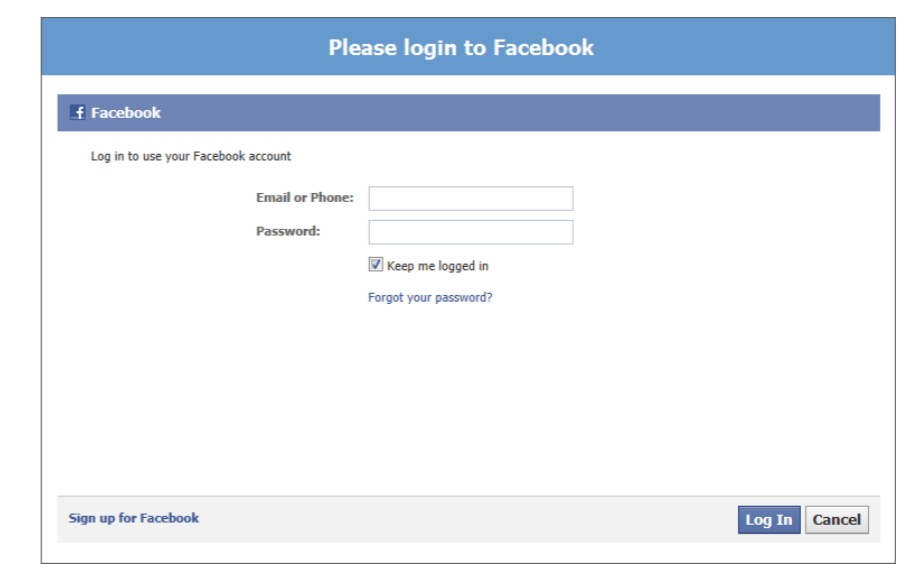 Please login to Facebook
Facebook
Log in to use your Facebook account
Email or Phone:
Password:
Keep me logged in
Forgot your password?
Sign up for Facebook
Log In Cancel